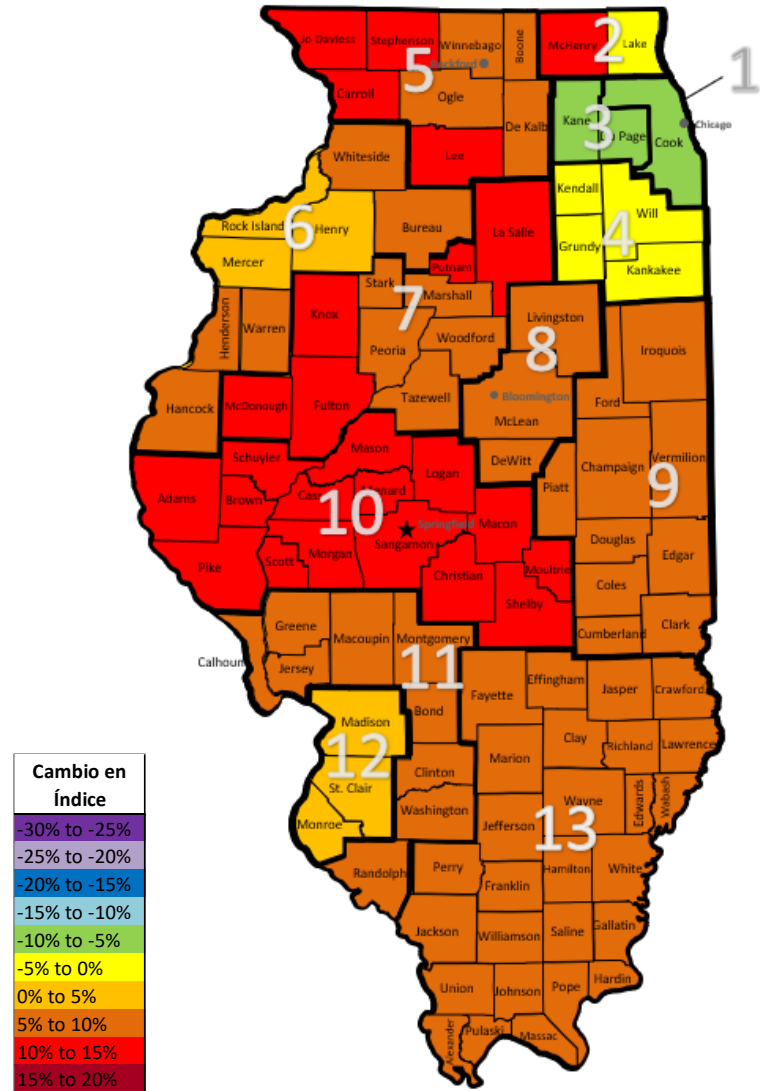 Jo Daviess
Stephenson
Winnebago
Boone
McHenry
Lake
2
1
5
Rockford
Carroll
Ogle
De Kalb
Kane
3
Du Page
Cook
Chicago
Whiteside
Lee
Kendall
Will
Rock Island
6
Henry
Bureau
La Salle
Grundy
4
Mercer
Putnam
Kankakee
Stark
Marshall
7
Henderson
Warren
Knox
Peoria
Woodford
Livingston
8
Iroquois
Hancock
McDonough
Fulton
Tazewell
Bloomington
McLean
Ford
Mason
DeWitt
Champaign
Vermilion
9
Schuyler
Logan
Piatt
Adams
Brown
Cass
Menard
10
Springfield
Macon
Sangamon
Douglas
Edgar
Pike
Scott
Morgan
Christian
Moultrie
Coles
Shelby
Greene
Macoupin
Montgomery
Cumberland
Clark
Calhoun
Jersey
11
Fayette
Effingham
Jasper
Crawford
Madison
Bond
12
Marion
Clay
Richland
Lawrence
St. Clair
Clinton
Wayne
Edwards
Wabash
Monroe
Washington
Jefferson
13
Randolph
Perry
Franklin
Hamilton
White
Jackson
Williamson
Saline
Gallatin
Union
Johnson
Pope
Hardin
Alexander
Pulaski
Massac
Cambio en
Índice
-30% to -25%
-25% to -20%
-20% to -15%
-15% to -10%
-10% to -5%
-5% to 0%
0% to 5%
5% to 10%
10% to 15%
15% to 20%